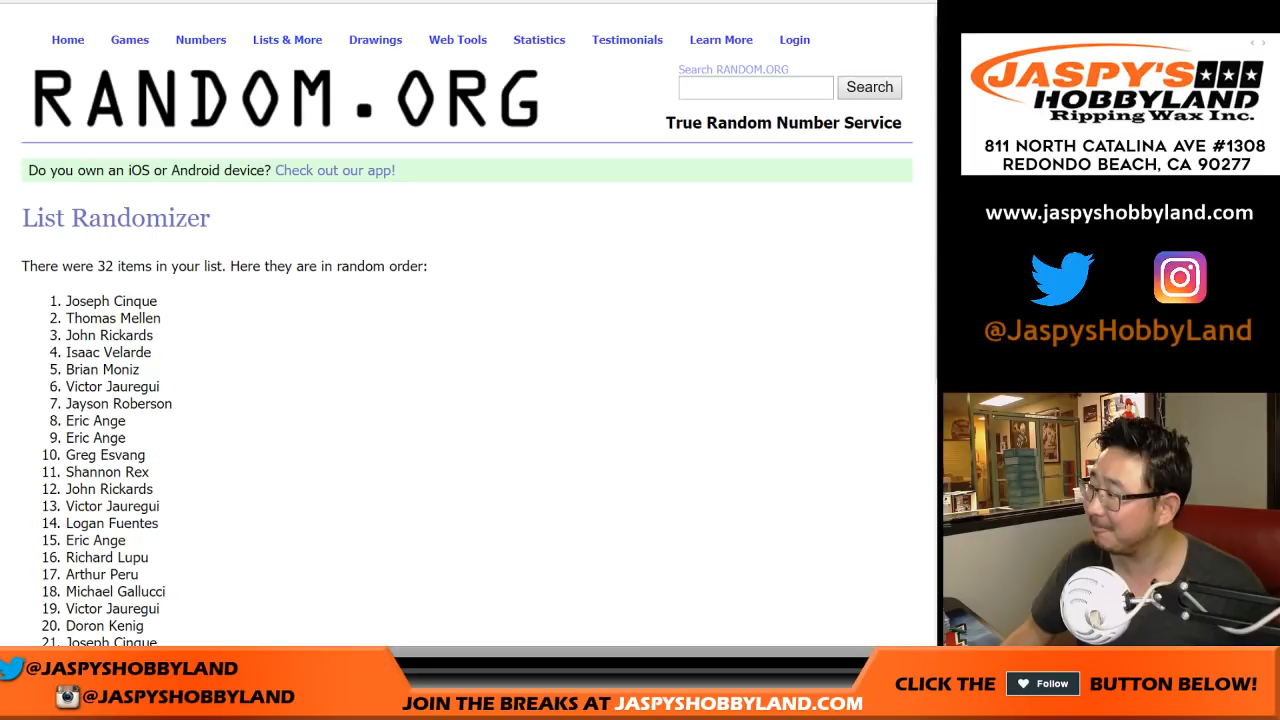 Home Games Numbers Lists & More Drawings Web Tools Statistics Testimonials Learn More Login
RANDOM.ORG
Search RANDOM.ORG
Search
True Random Number Service
Do you own an iOS or Android device? Check out our app!
List Randomizer
There were 32 items in your list. Here they are in random order:
1. Joseph Cinque
2. Thomas Mellen
3. John Rickards
4. Isaac Velarde
5. Brian Moniz
6. Victor Jauregui
7. Jayson Roberson
8. Eric Ange
9. Eric Ange
10. Greg Esvang
11. Shannon Rex
12. John Rickards
13. Victor Jauregui
14. Logan Fuentes
15. Eric Ange
16. Richard Lupu
17. Arthur Peru
18. Michael Gallucci
19. Victor Jauregui
20. Doron Kenig
21. Joseph Cinque
JASPY'S
HOBBYLAND
Ripping Wax Inc.
811 NORTH CATALINA AVE #1308
REDONDO BEACH, CA 90277
www.jaspyshobbyland.com
@JaspysHobbyLand
@JASPYSHOBBYLAND
@JASPYSHOBBYLAND
JOIN THE BREAKS AT JASPYSHOBBYLAND.COM
CLICK THE Follow BUTTON BELOW!